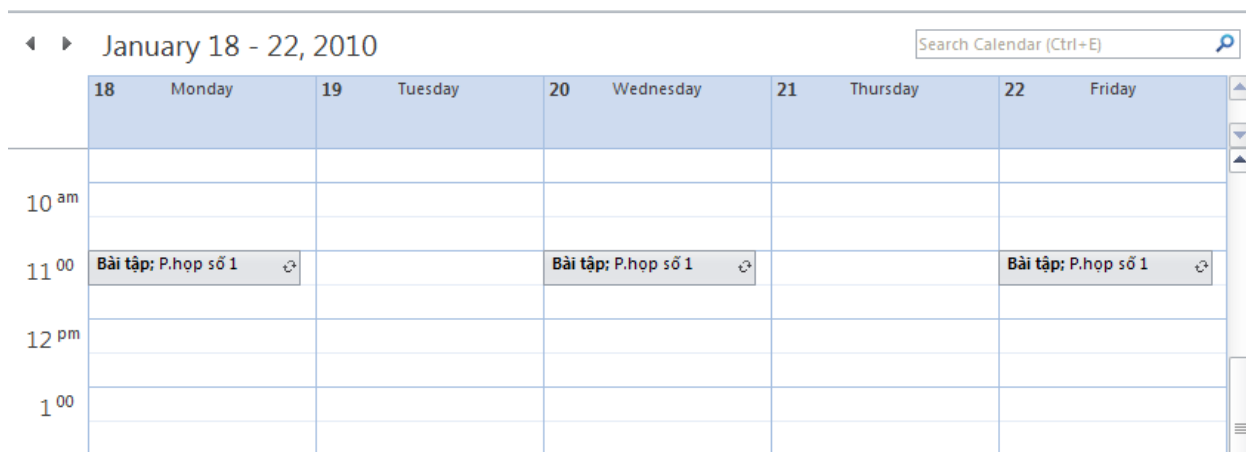 January 18 - 22, 2010
Search Calendar (Ctrl+E)
18 Monday 19 Tuesday 20 Wednesday 21 Thursday 22 Friday
10 am
11 00 Bài tập; P.họp số 1 Bài tập; P.họp số 1 Bài tập; P.họp số 1
12 pm
1 00